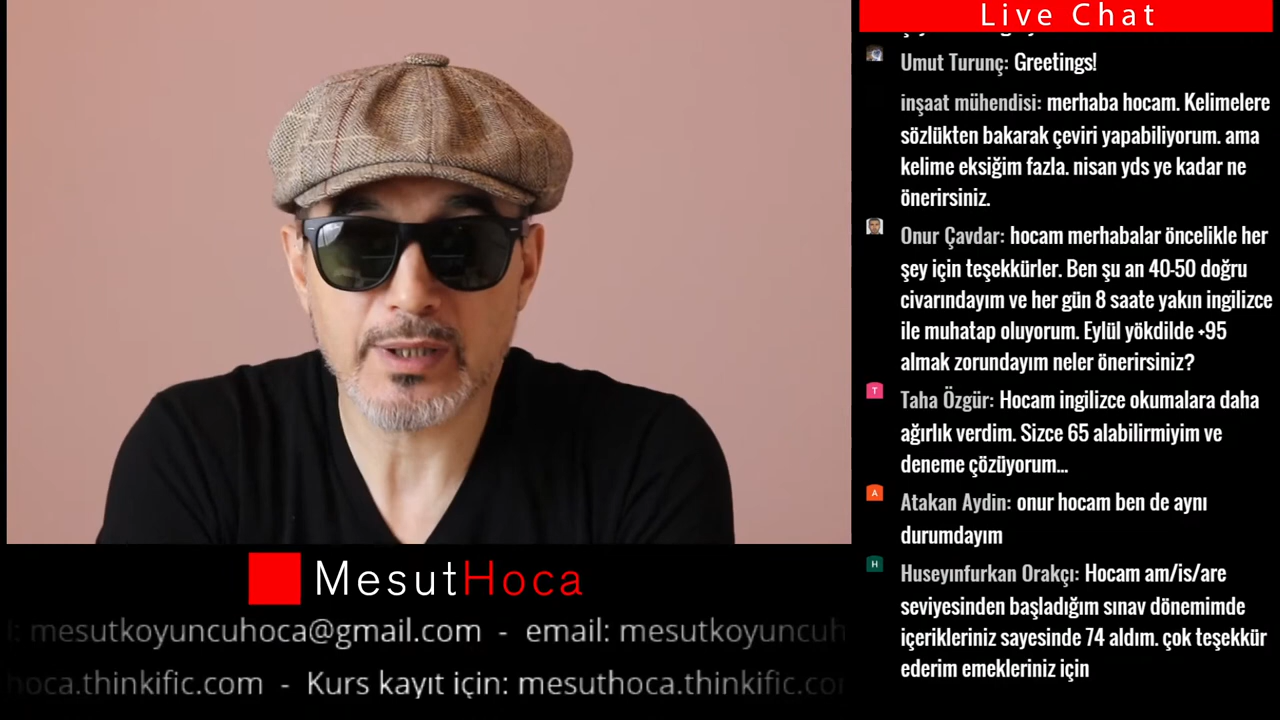 Live Chat
Umut Turunç: Greetings!
inşaat mühendisi: merhaba hocam. Kelimelere
sözlükten bakarak çeviri yapabiliyorum. ama
kelime eksiğim fazla. nisan yds ye kadar ne
önerirsiniz.
Onur Çavdar: hocam merhabalar öncelikle her
şey için teşekkürler. Ben şu an 40-50 doğru
civarındayım ve her gün 8 saate yakın ingilizce
ile muhatap oluyorum. Eylül yökdilde +95
almak zorundayım neler önerirsiniz?
T
Taha Özgür: Hocam ingilizce okumalara daha
ağırlık verdim. Sizce 65 alabilirmiyim ve
deneme çözüyorum...
A
Atakan Aydin: onur hocam ben de aynı
durumdayım
H
Huseyınfurkan Orakçı: Hocam am/is/are
seviyesinden başladığım sınav dönemimde
içerikleriniz sayesinde 74 aldım. çok teşekkür
ederim emekleriniz için
MesutHoca
: mesutkoyuncuhoca@gmail.com - email: mesutkoyuncuh
hoca.thinkific.com - Kurs kayıt için: mesuthoca.thinkific.co